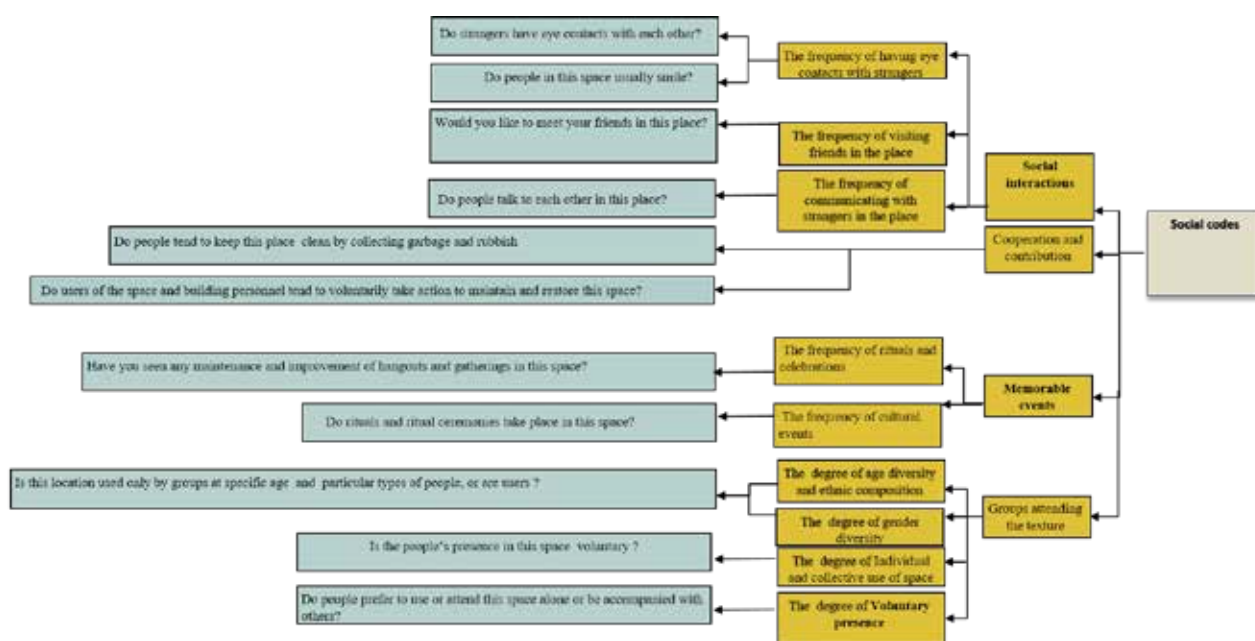 Do strangers have eye contacts with each other?
The frequency of having eye
contacts with strangers
Do people in this space usually smile?
Would you like to meet your friends in this place?
The frequency of visiting
friends in the place
Social
interactions
The frequency of
communicating with
strangers in the place
Do people talk to each other in this place?
Social codes
Do people tend to keep this place clean by collecting garbage and rubbish
Cooperation and
contribution
Do users of the space and building personnel tend to voluntarily take action to maintain and restore this space?
The frequency of rituals and
celebrations
Have you seen any maintenance and improvement of hangouts and gatherings in this space?
Memorable
events
Do rituals and ritual ceremonies take place in this space?
The frequency of cultural
events
The degree of age diversity
and ethnic composition
Is this location used only by groups at specific age and particular types of people, or are users ?
Groups attending
the texture
The degree of gender
diversity
Is the people's presence in this space voluntary ?
The degree of Individual
and collective use of space
Do people prefer to use or attend this space alone or be accompanied with
others?
The degree of Voluntary
presence